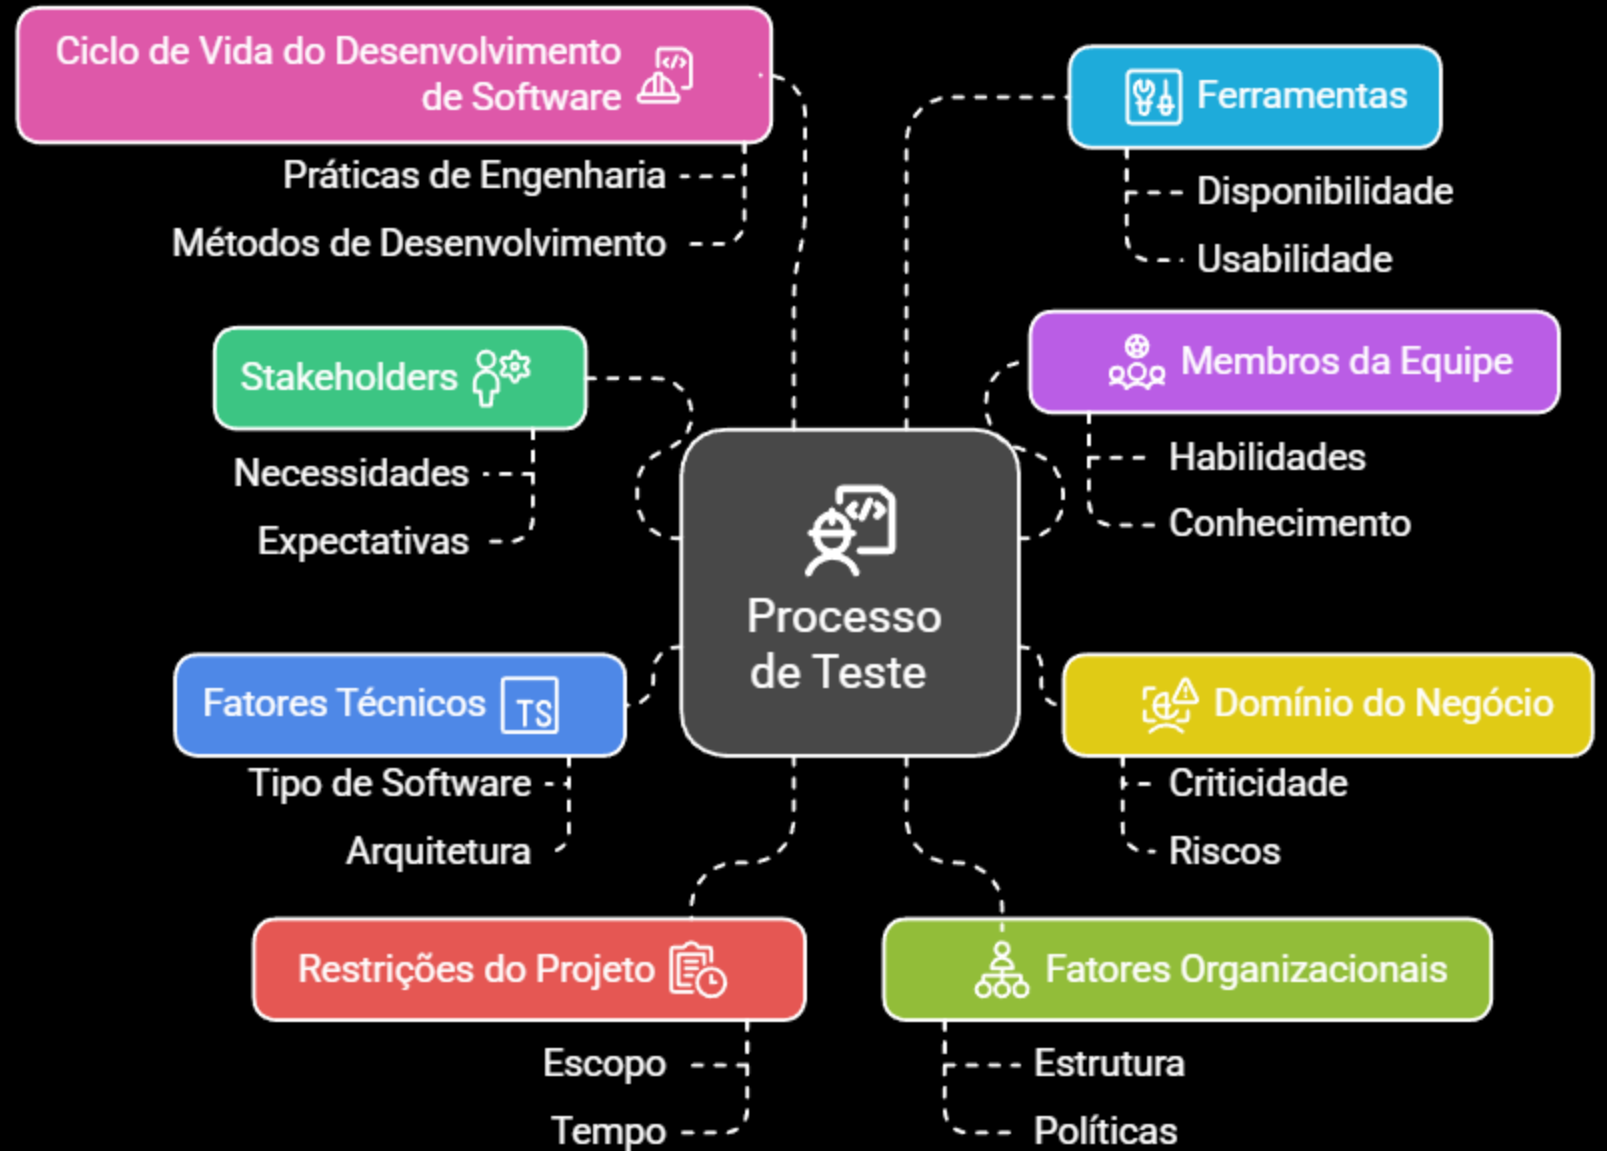 Ciclo de Vida do Desenvolvimento
de Software
</>
Práticas de Engenharia
Métodos de Desenvolvimento
Stakeholders
Necessidades
Expectativas
Fatores Técnicos
TS
Tipo de Software
Arquitetura
Restrições do Projeto
Escopo
Tempo
</>
Processo
de Teste
Ferramentas
Disponibilidade
Usabilidade
Membros da Equipe
Habilidades
Conhecimento
Domínio do Negócio
Criticidade
Riscos
Fatores Organizacionais
Estrutura
Políticas